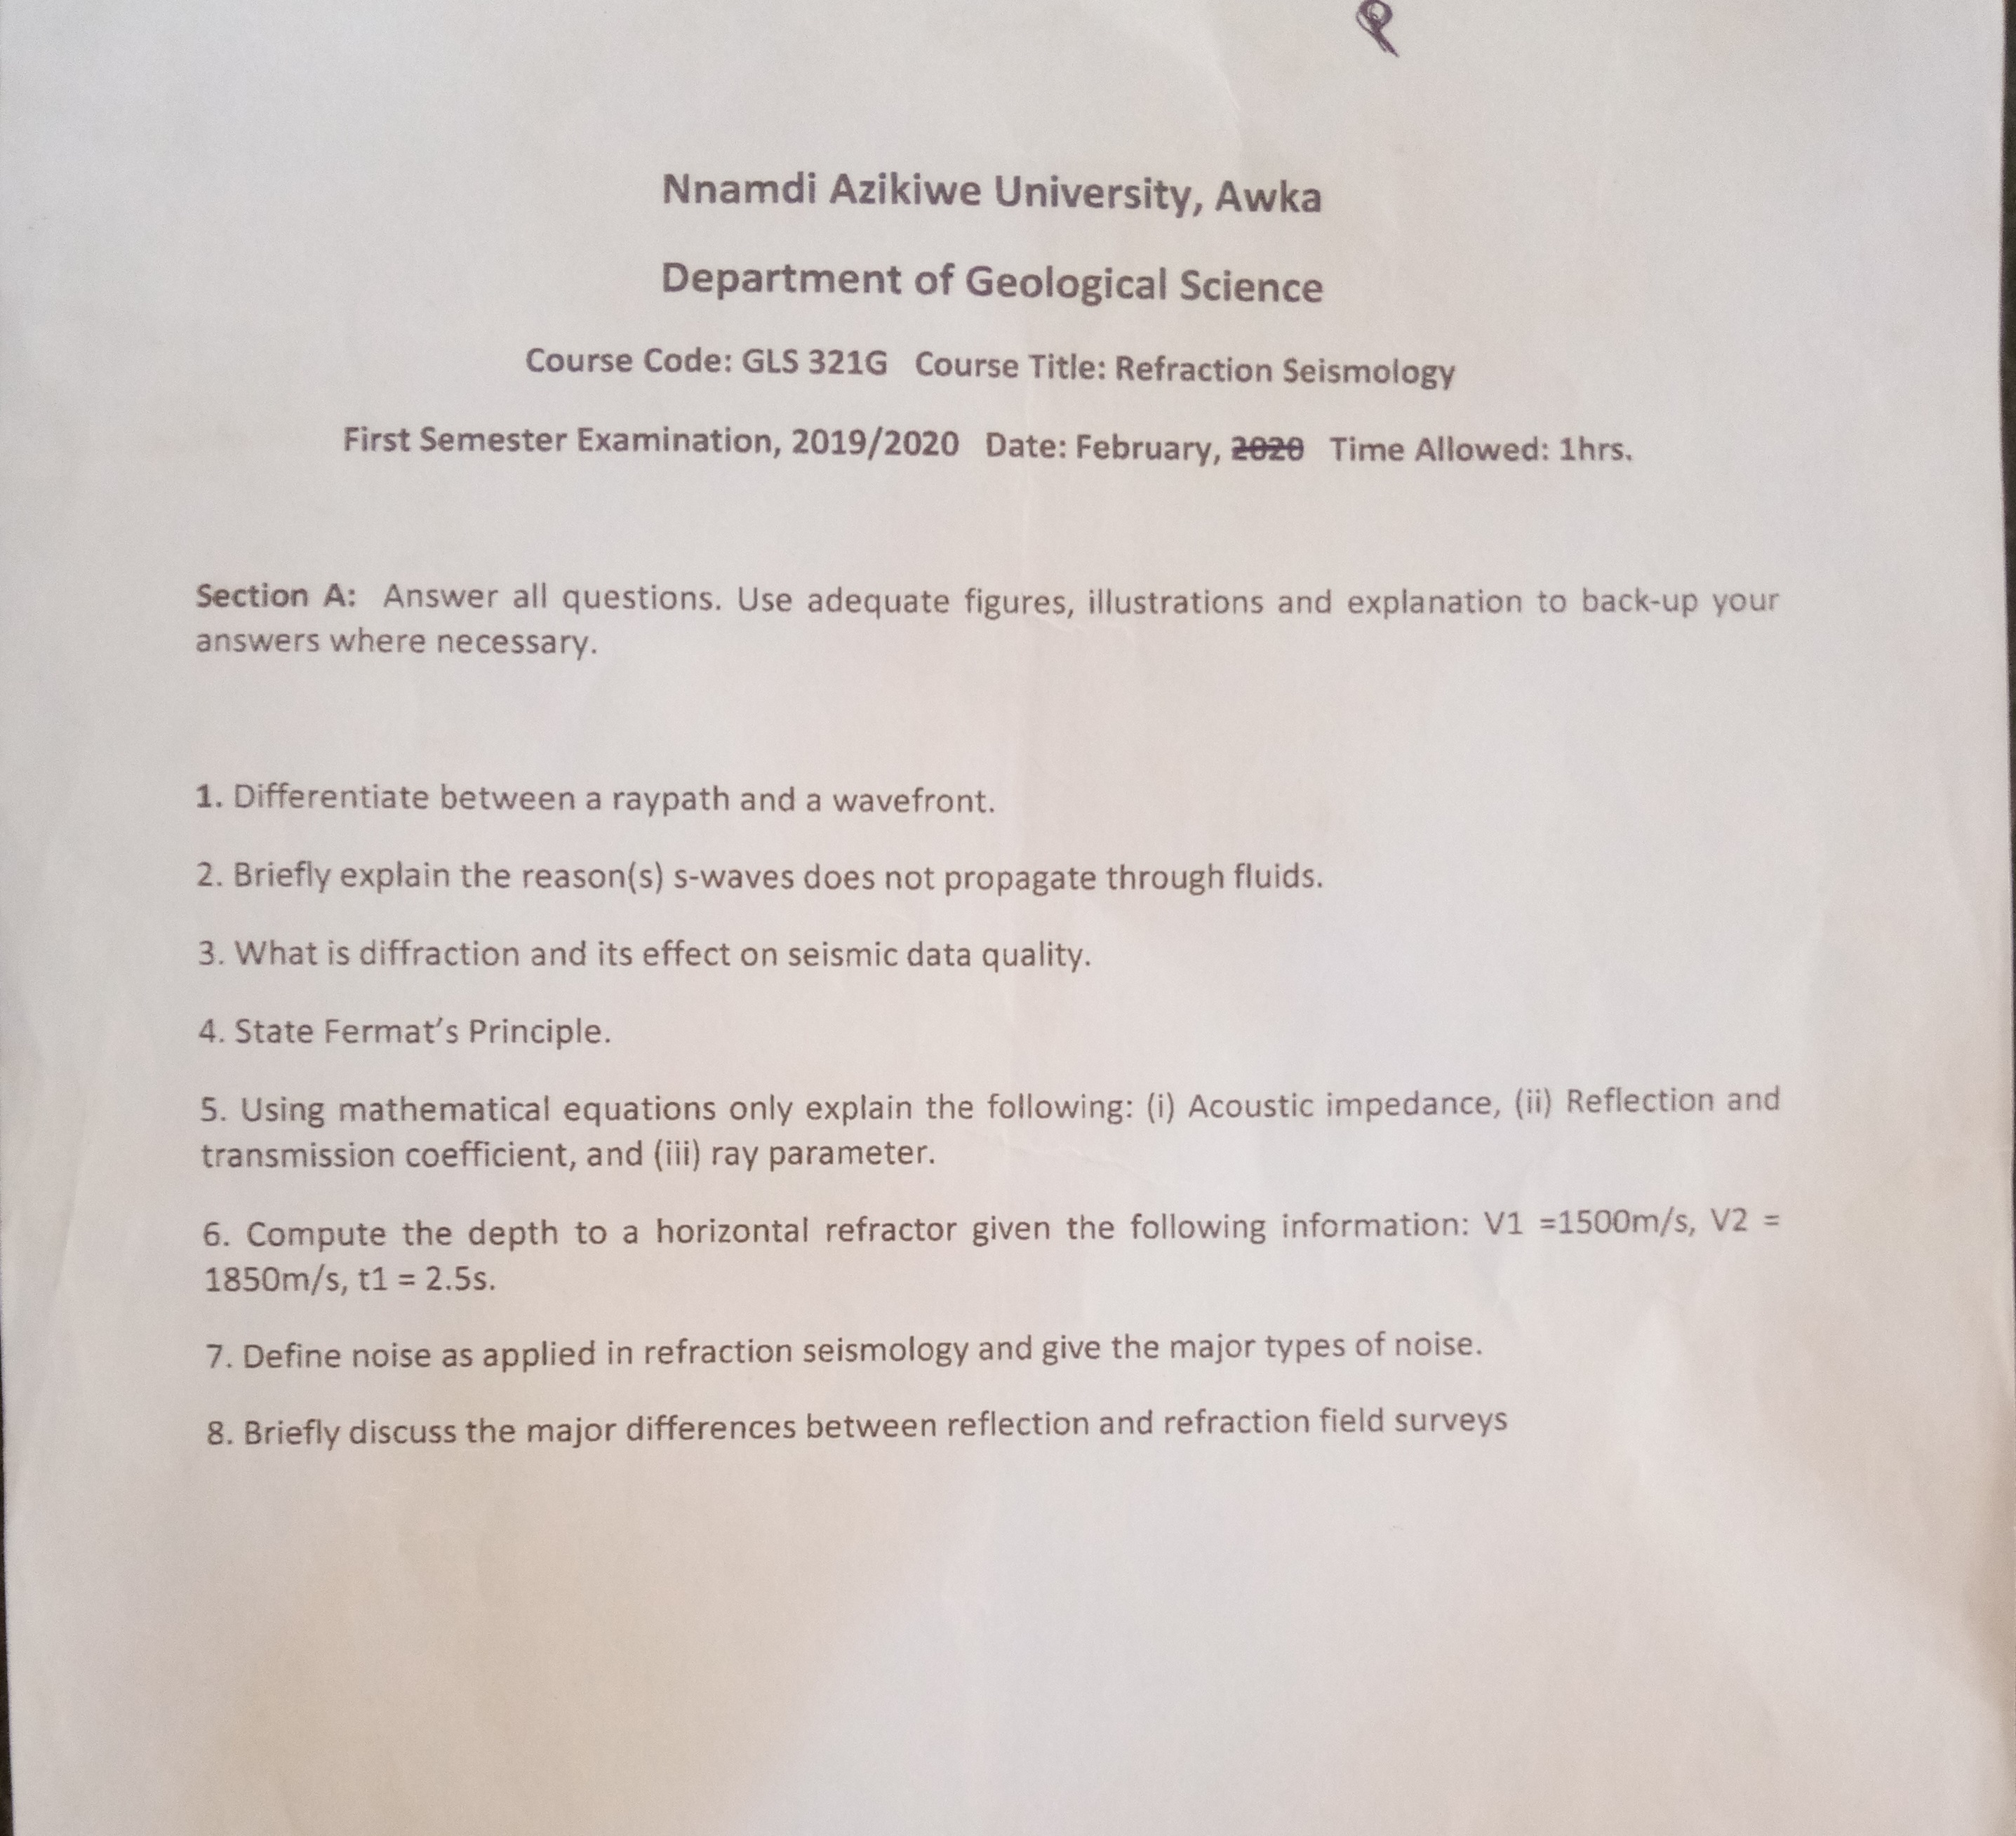 Nnamdi Azikiwe University, Awka
Department of Geological Science
Course Code: GLS 321G Course Title: Refraction Seismology
First Semester Examination, 2019/2020 Date: February, 2020 Time Allowed: 1hrs.
Section A: Answer all questions. Use adequate figures, illustrations and explanation to back-up your
answers where necessary.
1. Differentiate between a raypath and a wavefront.
2. Briefly explain the reason(s) s-waves does not propagate through fluids.
3. What is diffraction and its effect on seismic data quality.
4. State Fermat’s Principle.
5. Using mathematical equations only explain the following: (i) Acoustic impedance, (ii) Reflection and
transmission coefficient, and (iii) ray parameter.
6. Compute the depth to a horizontal refractor given the following information: V1 =1500m/s, V2 =
1850m/s, t1 = 2.5s.
7. Define noise as applied in refraction seismology and give the major types of noise.
8. Briefly discuss the major differences between reflection and refraction field surveys